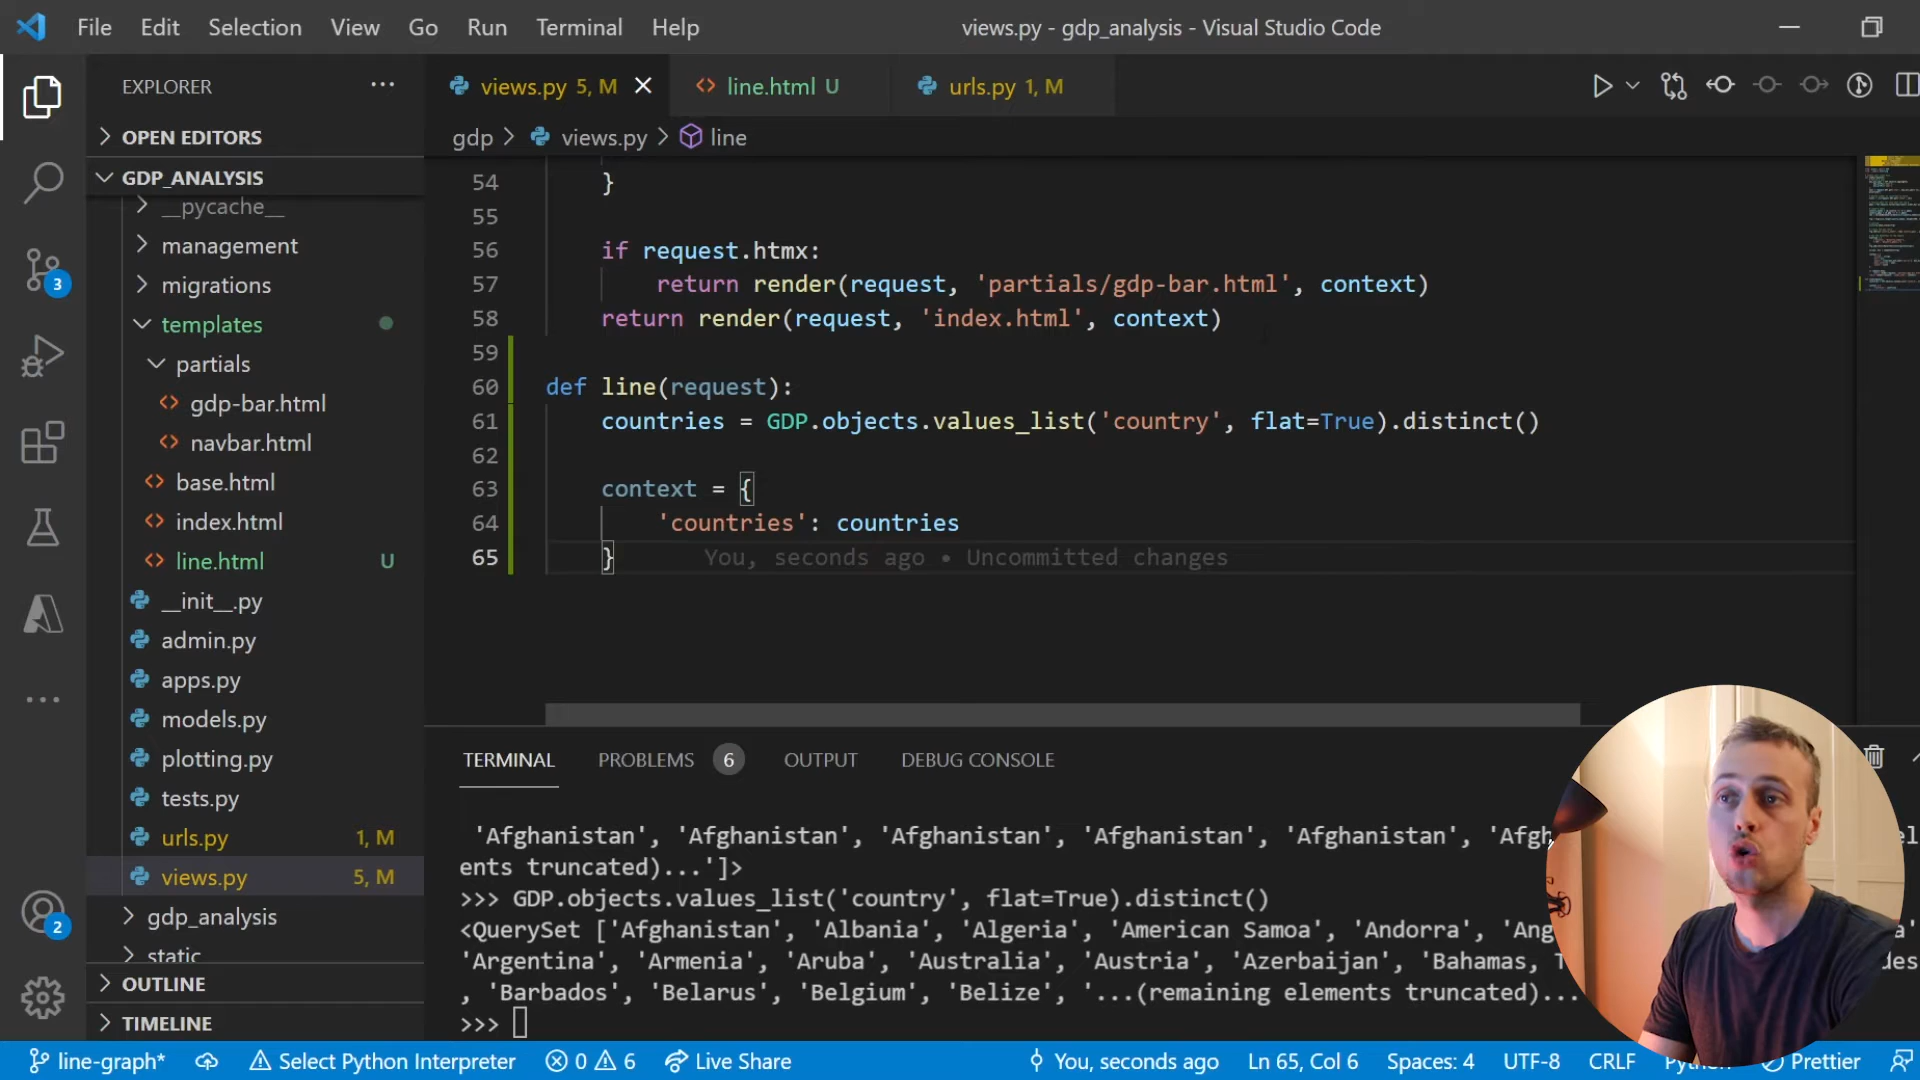 File Edit Selection View Go Run Terminal Help
views.py - gdp_analysis - Visual Studio Code
EXPLORER
OPEN EDITORS
GDP_ANALYSIS
__pycache__
management
migrations
templates
partials
gdp-bar.html
navbar.html
base.html
index.html
line.html U
__init__.py
admin.py
apps.py
models.py
plotting.py
tests.py
urls.py 1, M
views.py 5, M
gdp_analysis
static
OUTLINE
TIMELINE
3
2
views.py 5, M
line.html U
urls.py 1, M
gdp > views.py > line
54 }
55
56 if request.htmx:
57 return render(request, 'partials/gdp-bar.html', context)
58 return render(request, 'index.html', context)
59
60 def line(request):
61 countries = GDP.objects.values_list('country', flat=True).distinct()
62
63 context = {
64 'countries': countries
65 } You, seconds ago • Uncommitted changes
TERMINAL PROBLEMS 6 OUTPUT DEBUG CONSOLE
'Afghanistan', 'Afghanistan', 'Afghanistan', 'Afghanistan', 'Afghanistan', 'Afgh
ents truncated)...']>
>>> GDP.objects.values_list('country', flat=True).distinct()
<QuerySet ['Afghanistan', 'Albania', 'Algeria', 'American Samoa', 'Andorra', 'Ang
'Argentina', 'Armenia', 'Aruba', 'Australia', 'Austria', 'Azerbaijan', 'Bahamas, T
, 'Barbados', 'Belarus', 'Belgium', 'Belize', '...(remaining elements truncated)...
>>>
line-graph* Select Python Interpreter 0 6 Live Share You, seconds ago Ln 65, Col 6 Spaces: 4 UTF-8 CRLF Prettier